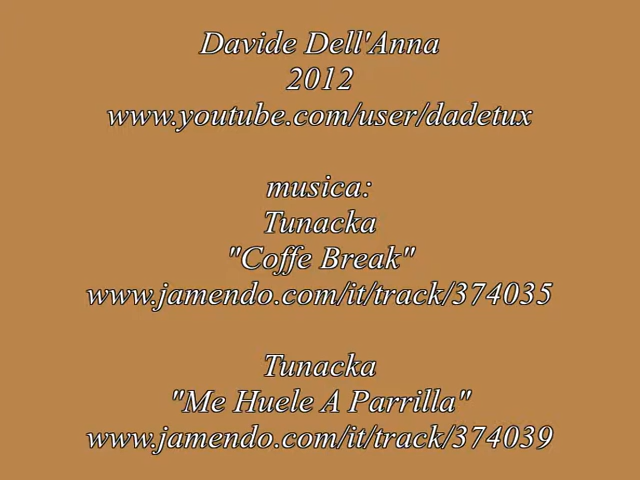 Davide Dell'Anna
2012
www.youtube.com/user/dadetux
musica:
Tunacka
"Coffe Break"
www.jamendo.com/it/track/374035
Tunacka
"Me Huele A Parrilla"
www.jamendo.com/it/track/374039